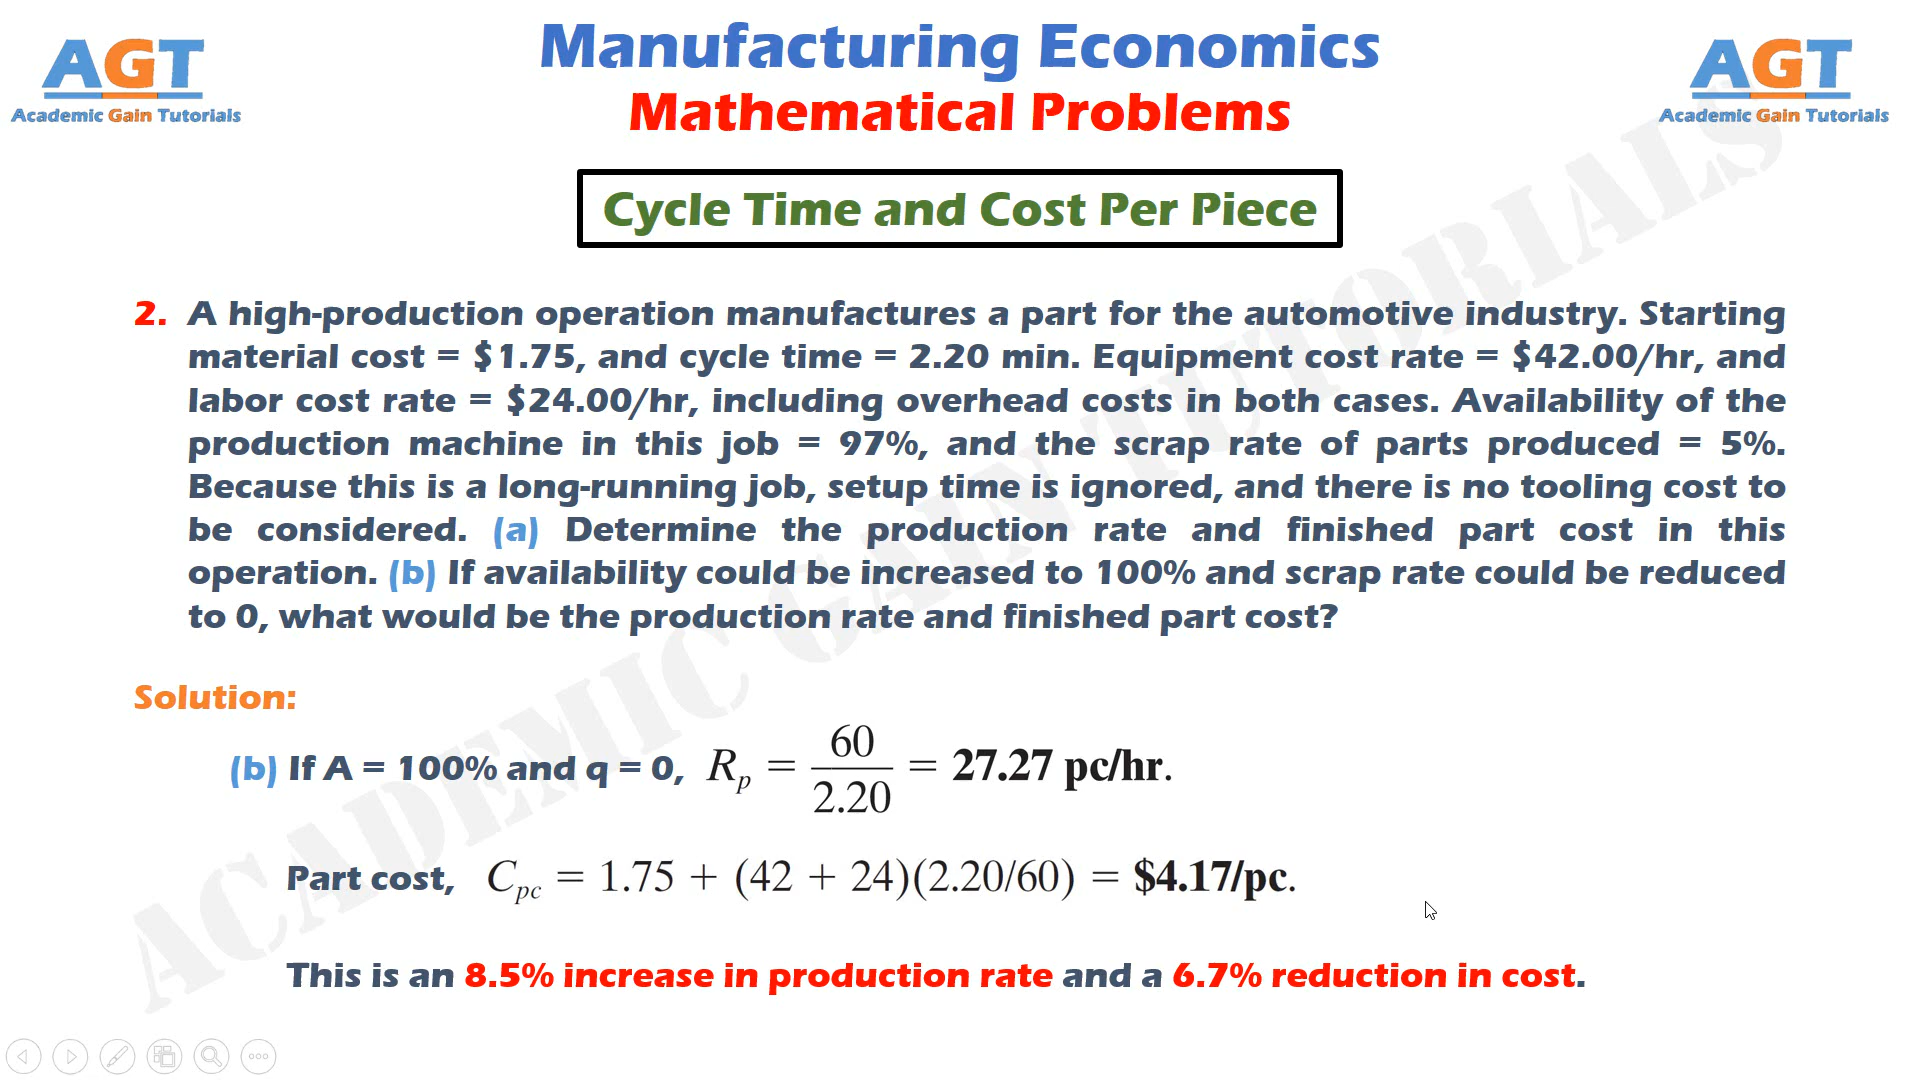 AGT
Academic Gain Tutorials
Manufacturing Economics
Mathematical Problems
AGT
Academic Gain Tutorials
Cycle Time and Cost Per Piece
2. A high-production operation manufactures a part for the automotive industry. Starting
material cost = $1.75, and cycle time = 2.20 min. Equipment cost rate = $42.00/hr, and
labor cost rate = $24.00/hr, including overhead costs in both cases. Availability of the
production machine in this job = 97%, and the scrap rate of parts produced = 5%.
Because this is a long-running job, setup time is ignored, and there is no tooling cost to
be considered. (a) Determine the production rate and finished part cost in this
operation. (b) If availability could be increased to 100% and scrap rate could be reduced
to 0, what would be the production rate and finished part cost?
Solution:
(b) If A = 100% and q = 0, R_p = 60/2.20 = 27.27 pc/hr.
Part cost, C_pc = 1.75 + (42 + 24)(2.20/60) = $4.17/pc.
This is an 8.5% increase in production rate and a 6.7% reduction in cost.
ACADEMIC GAIN TUTORIALS